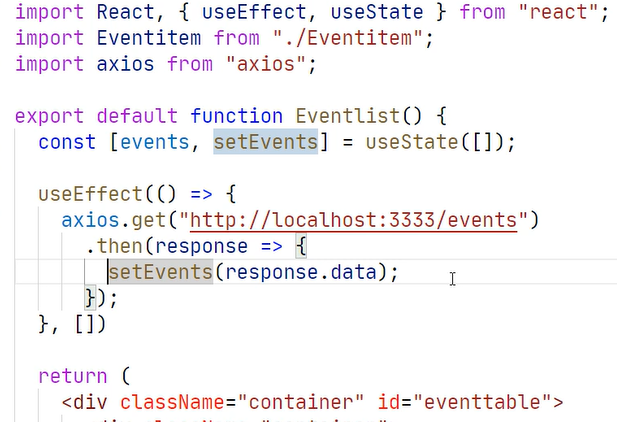 import React, { useEffect, useState } from "react";
import Eventitem from "./Eventitem";
import axios from "axios";
export default function Eventlist() {
const [events, setEvents] = useState([]);
useEffect(() => {
axios.get("http://localhost:3333/events")
.then(response => {
setEvents(response.data);
});
}, [])
return (
<div className="container" id="eventtable">